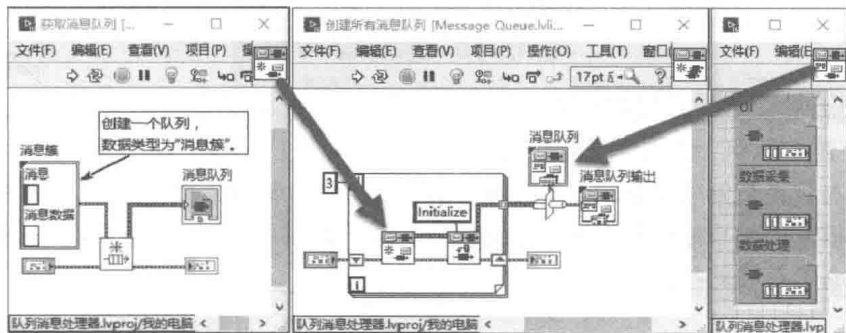 获取消息队列 [...
文件(F) 编辑(E) 查看(V) 项目(P) 操
创建一个队列，
数据类型为“消息簇”。
消息簇
消息
消息数据
消息队列
队列消息处理器.lvproj/我的电脑
创建所有消息队列 [Message Queue.lvli...
文件(F) 编辑(E) 查看(V) 项目(P) 操作(O) 工具(T) 窗口(
17pt
3
Initialize
i
消息队列
消息队列输出
队列消息处理器.lvproj/我的电脑
文件(F) 编辑(E
UI
数据采集
数据处理
队列消息处理器.lvp